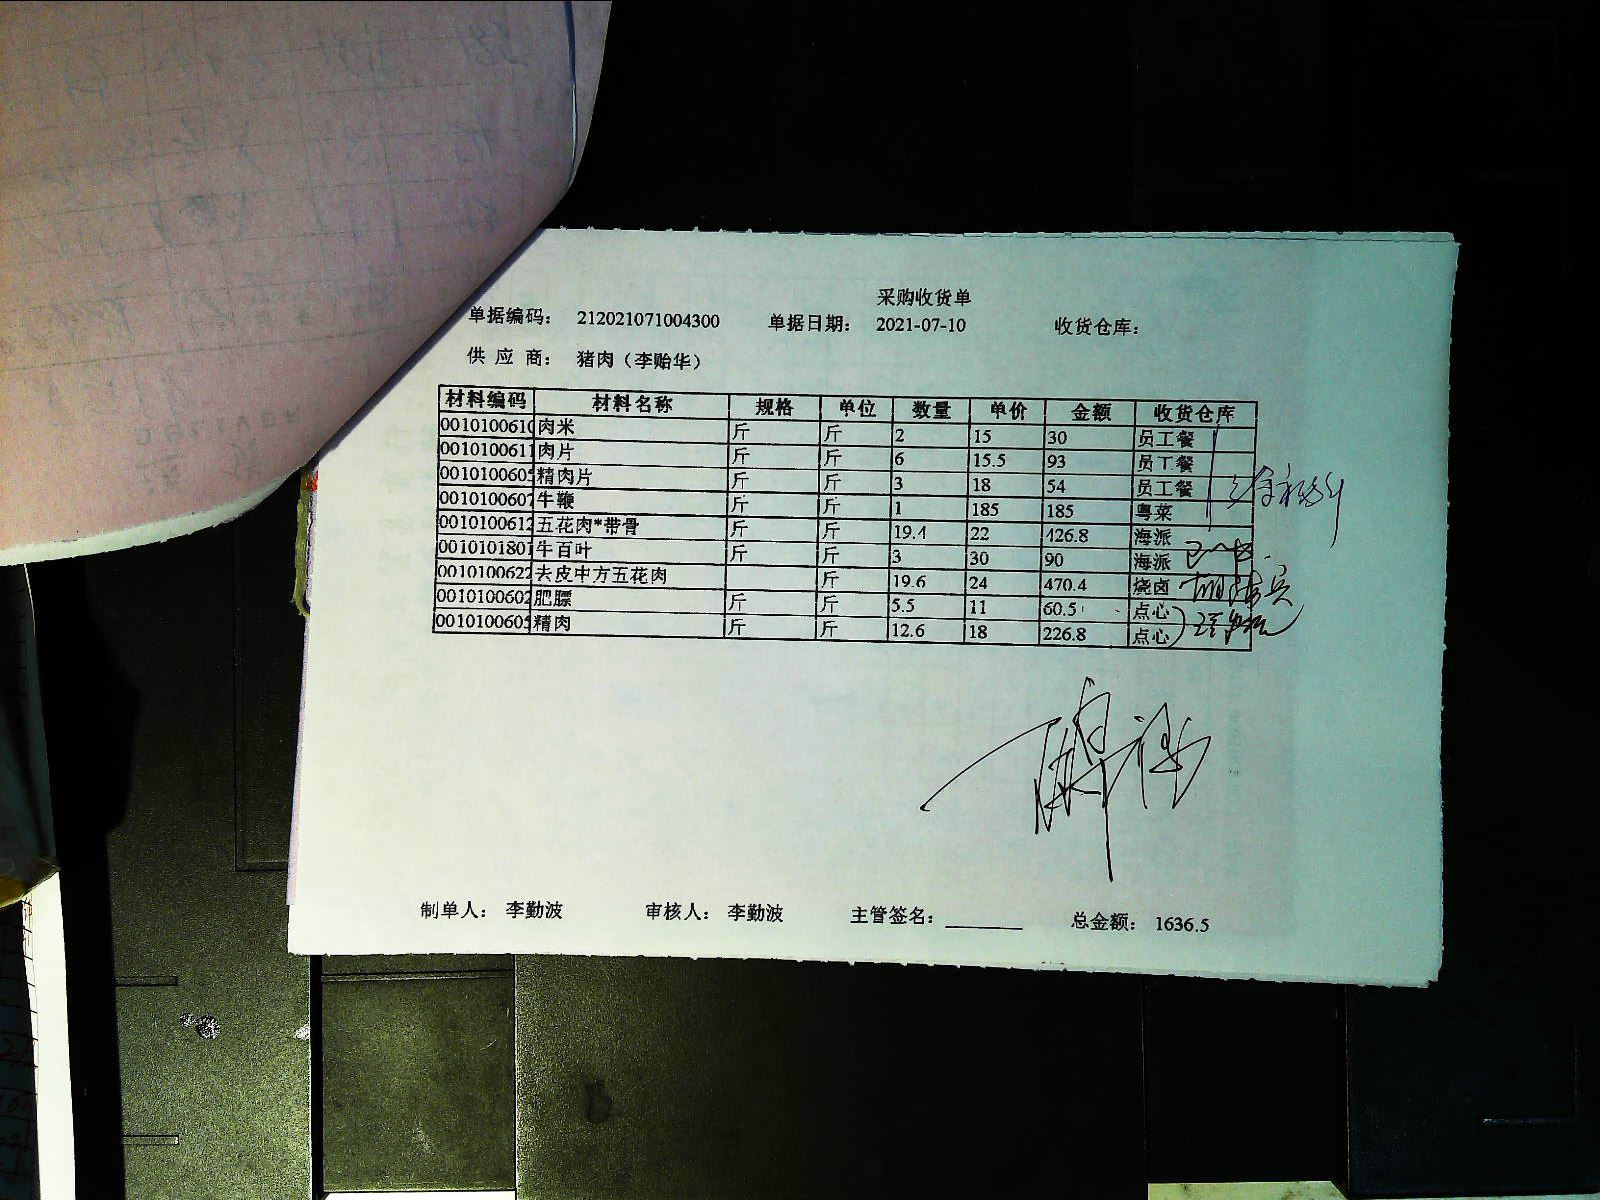 采购收货单
单据编码： 212021071004300 单据日期： 2021-07-10 收货仓库：
供 应 商： 猪肉（李贻华）
材料编码 材料名称 规格 单位 数量 单价 金额 收货仓库
0010100610 肉米 斤 斤 2 15 30 员工餐
0010100611 肉片 斤 斤 6 15.5 93 员工餐
0010100605 精肉片 斤 斤 3 18 54 员工餐
0010100607 牛鞭 斤 斤 1 185 185 粤菜
0010100612 五花肉*带骨 斤 斤 19.4 22 426.8 海派
0010101801 牛百叶 斤 斤 3 30 90 海派
0010100622 去皮中方五花肉 斤 19.6 24 470.4 烧卤
0010100602 肥膘 斤 斤 5.5 11 60.5 点心
0010100605 精肉 斤 斤 12.6 18 226.8 点心
制单人： 李勤波 审核人： 李勤波 主管签名： 总金额： 1636.5